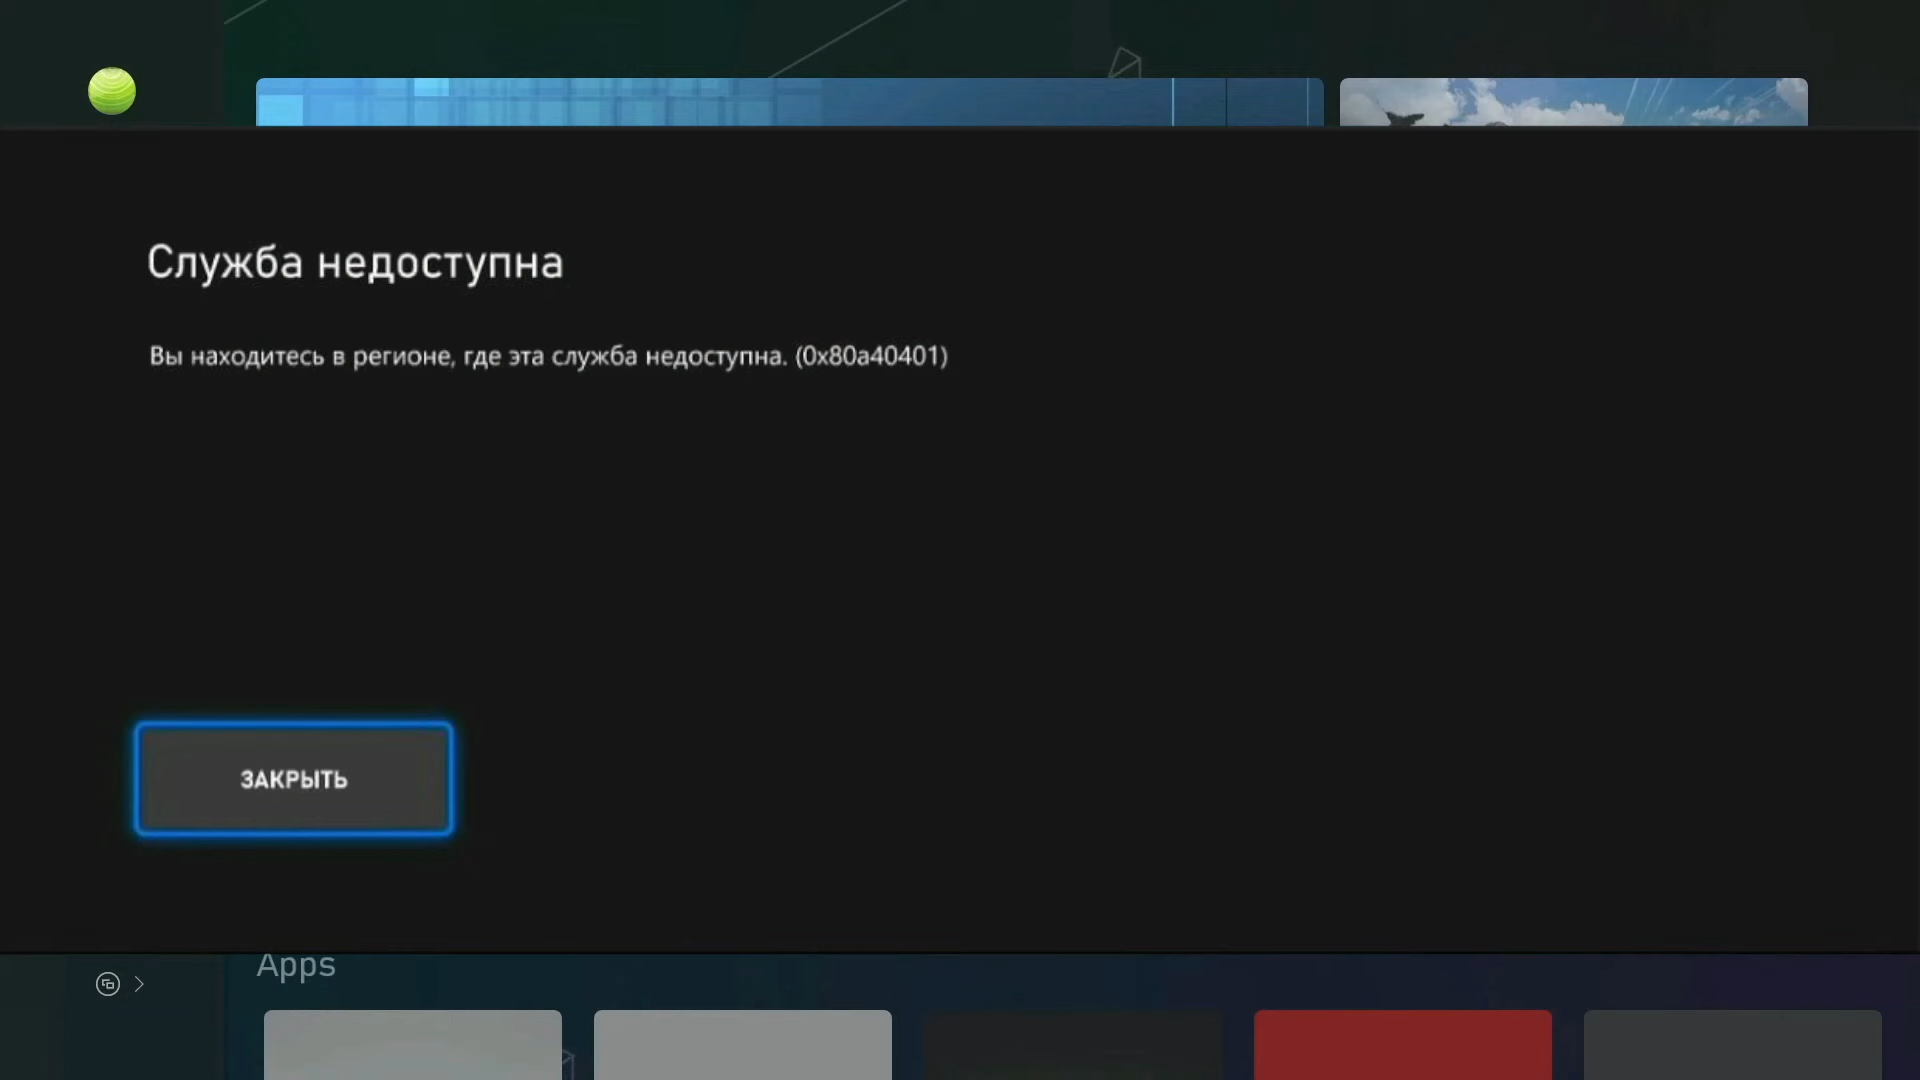 Служба недоступна
Вы находитесь в регионе, где эта служба недоступна. (0x80a40401)
ЗАКРЫТЬ
Apps